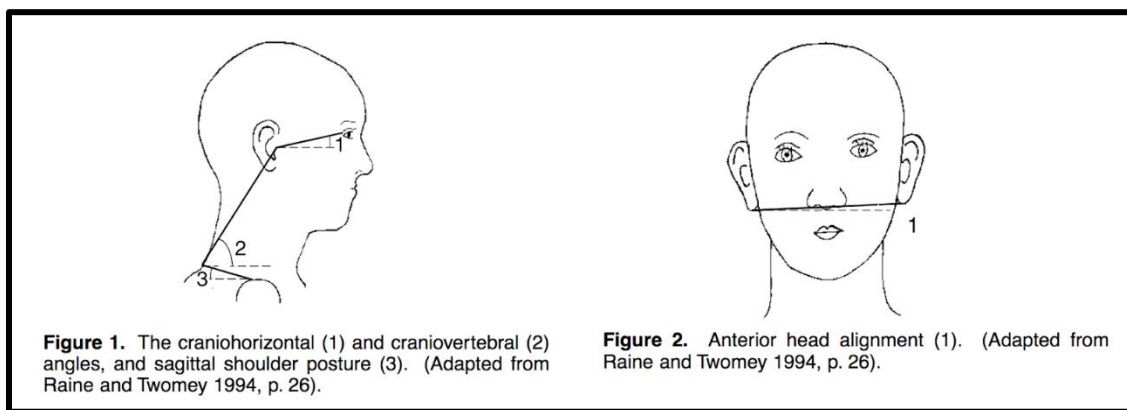 1
2
3
Figure 1. The craniohorizontal (1) and craniovertebral (2)
angles, and sagittal shoulder posture (3). (Adapted from
Raine and Twomey 1994, p. 26).
1
Figure 2. Anterior head alignment (1). (Adapted from
Raine and Twomey 1994, p. 26).